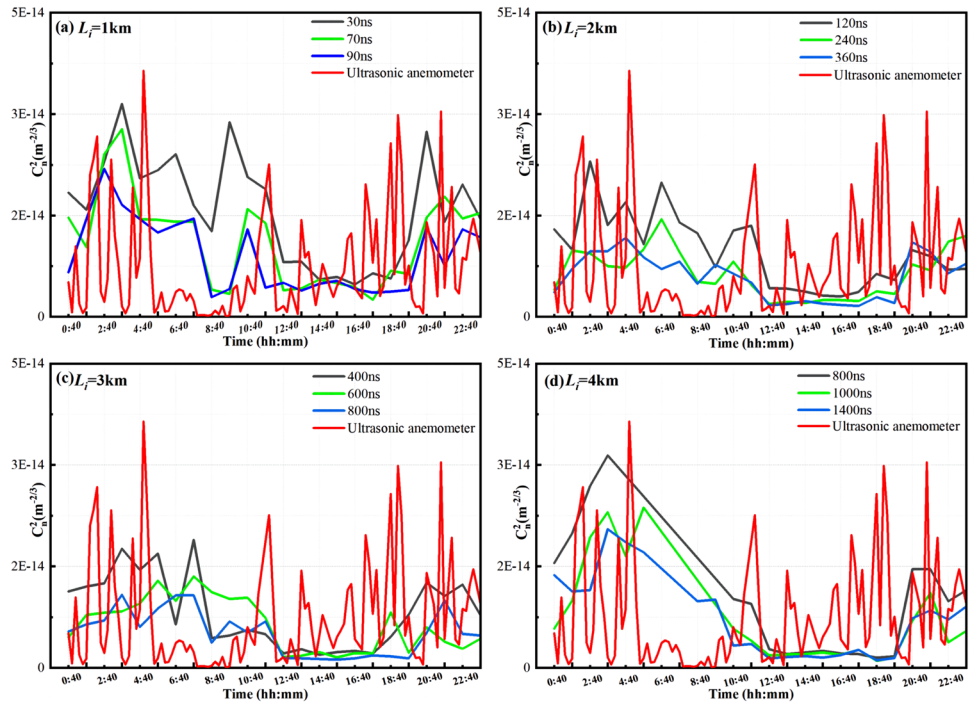 5E-14
(a) Li=1km
30ns
70ns
90ns
Ultrasonic anemometer
3E-14
2E-14
0
C²n(m⁻²/³)
0:40 2:40 4:40 6:40 8:40 10:40 12:40 14:40 16:40 18:40 20:40 22:40
Time (hh:mm)
5E-14
(b) Li=2km
120ns
240ns
360ns
Ultrasonic anemometer
3E-14
2E-14
0
C²n(m⁻²/³)
0:40 2:40 4:40 6:40 8:40 10:40 12:40 14:40 16:40 18:40 20:40 22:40
Time (hh:mm)
5E-14
(c) Li=3km
400ns
600ns
800ns
Ultrasonic anemometer
3E-14
2E-14
0
C²n(m⁻²/³)
0:40 2:40 4:40 6:40 8:40 10:40 12:40 14:40 16:40 18:40 20:40 22:40
Time (hh:mm)
5E-14
(d) Li=4km
800ns
1000ns
1400ns
Ultrasonic anemometer
3E-14
2E-14
0
C²n(m⁻²/³)
0:40 2:40 4:40 6:40 8:40 10:40 12:40 14:40 16:40 18:40 20:40 22:40
Time (hh:mm)